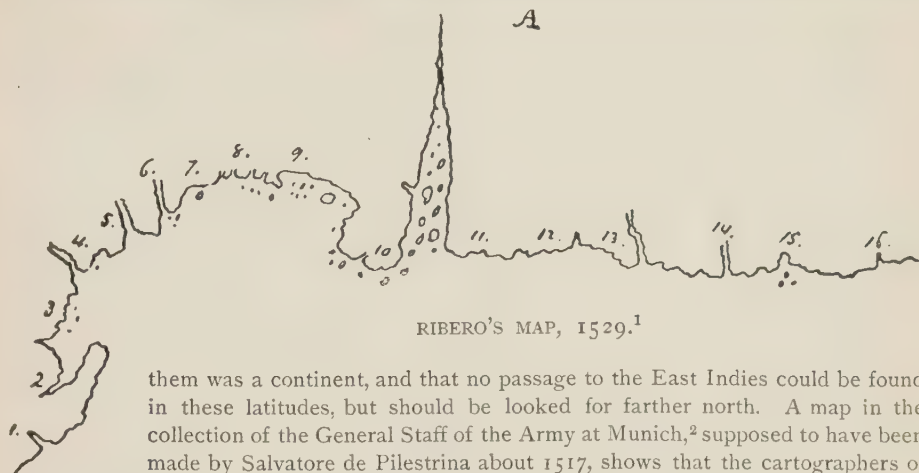 A
6. 7. 8. 9.
5.
4.
3
2
1.
10 11. 12. 13. 14. 15. 16.
RIBERO'S MAP, 1529.¹
them was a continent, and that no passage to the East Indies could be found
in these latitudes, but should be looked for farther north. A map in the
collection of the General Staff of the Army at Munich,² supposed to have been
made by Salvatore de Pilestrina about 1517, shows that the cartographers of